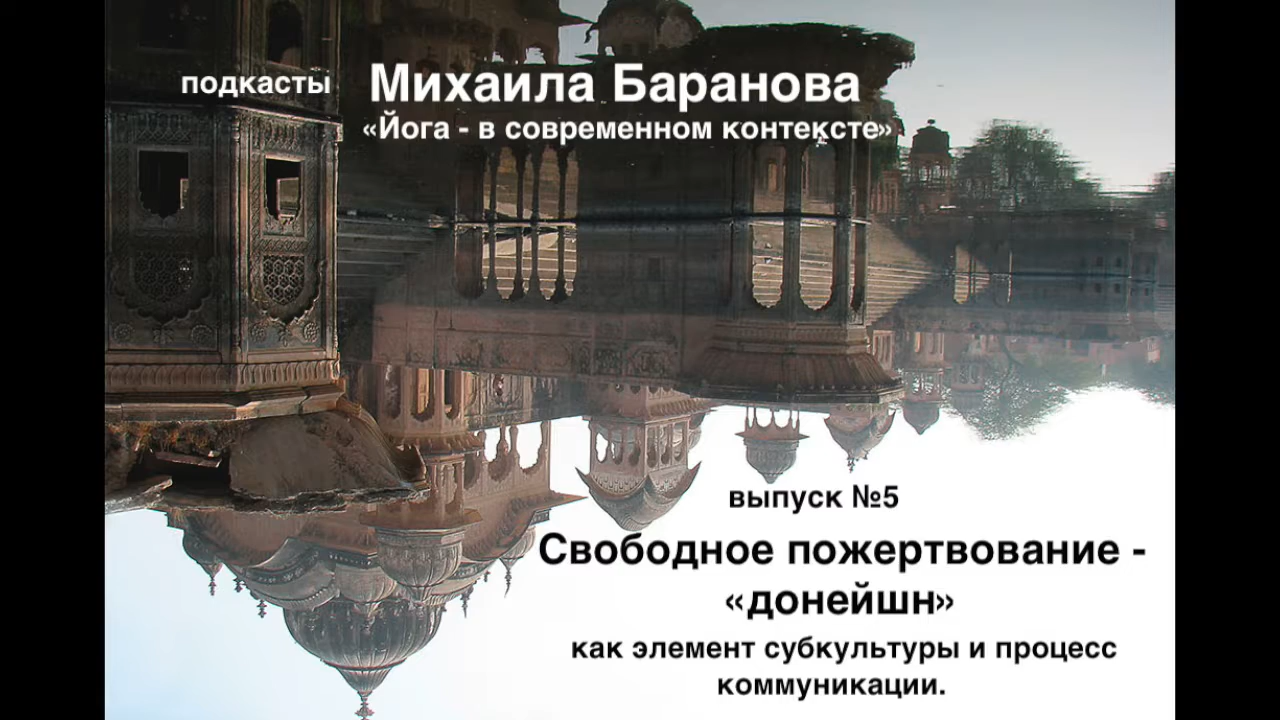 подкасты
Михаила Баранова
«Йога - в современном контексте»
выпуск №5
Свободное пожертвование -
«донейшн»
как элемент субкультуры и процесс
коммуникации.